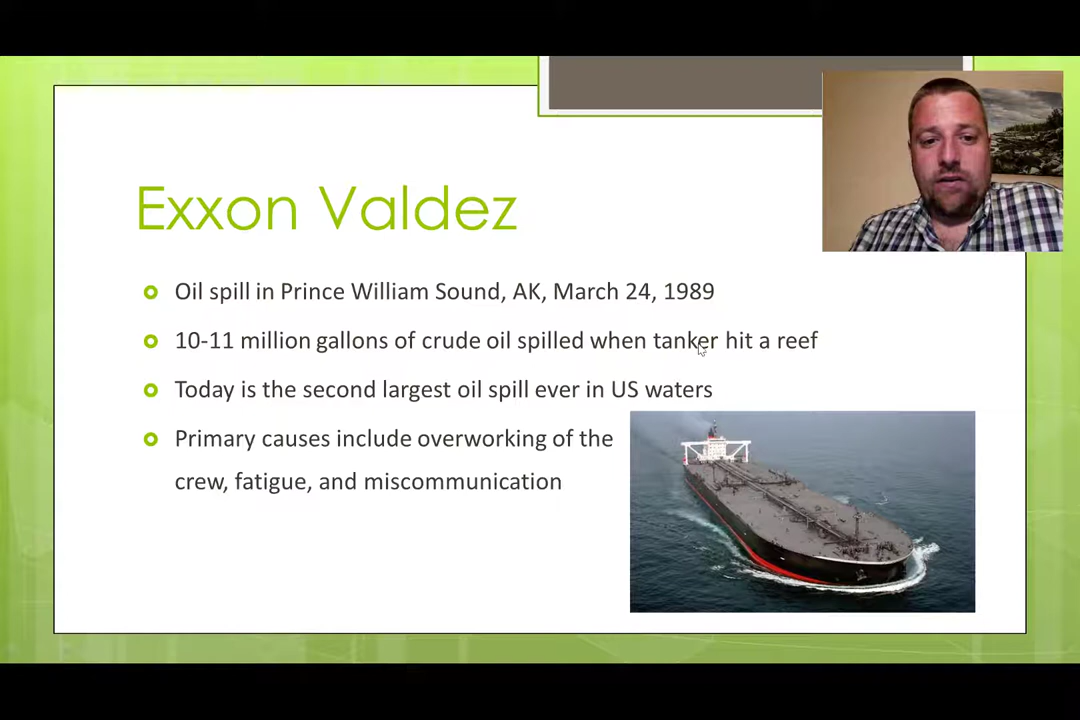 Exxon Valdez
Oil spill in Prince William Sound, AK, March 24, 1989
10-11 million gallons of crude oil spilled when tanker hit a reef
Today is the second largest oil spill ever in US waters
Primary causes include overworking of the
crew, fatigue, and miscommunication